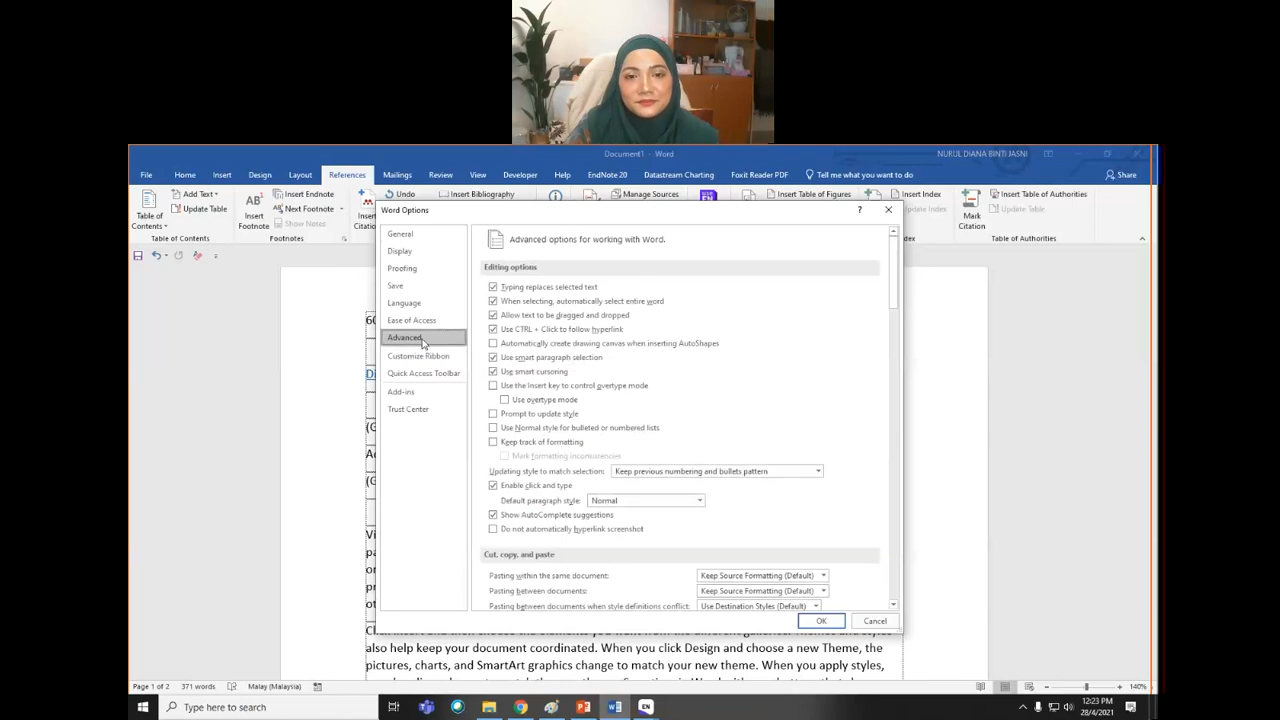 Document1 - Word
NURUL DIANA BINTI JASNI
File Home Insert Design Layout References Mailings Review View Developer Help EndNote 20 Datastream Charting Foxit Reader PDF Tell me what you want to do Share
Table of Contents
Add Text
Update Table
Table of Contents
Insert Footnote
Insert Endnote
Next Footnote
Show Notes
Footnotes
Undo
Insert Bibliography
Manage Sources
Insert Table of Figures
Insert Index
Update Index
Mark Citation
Insert Table of Authorities
Update Table
Table of Authorities
Word Options
General
Display
Proofing
Save
Language
Ease of Access
Advanced
Customize Ribbon
Quick Access Toolbar
Add-ins
Trust Center
Advanced options for working with Word.
Editing options
Typing replaces selected text
When selecting, automatically select entire word
Allow text to be dragged and dropped
Use CTRL + Click to follow hyperlink
Automatically create drawing canvas when inserting AutoShapes
Use smart paragraph selection
Use smart cursoring
Use the Insert key to control overtype mode
Use overtype mode
Prompt to update style
Use Normal style for bulleted or numbered lists
Keep track of formatting
Mark formatting inconsistencies
Updating style to match selection: Keep previous numbering and bullets pattern
Enable click and type
Default paragraph style: Normal
Show AutoComplete suggestions
Do not automatically hyperlink screenshot
Cut, copy, and paste
Pasting within the same document: Keep Source Formatting (Default)
Pasting between documents: Keep Source Formatting (Default)
Pasting between documents when style definitions conflict: Use Destination Styles (Default)
OK Cancel
also help keep your document coordinated. When you click Design and choose a new Theme, the
pictures, charts, and SmartArt graphics change to match your new theme. When you apply styles,
Page 1 of 2 371 words Malay (Malaysia) 140%
Type here to search
12:23 PM
28/4/2021